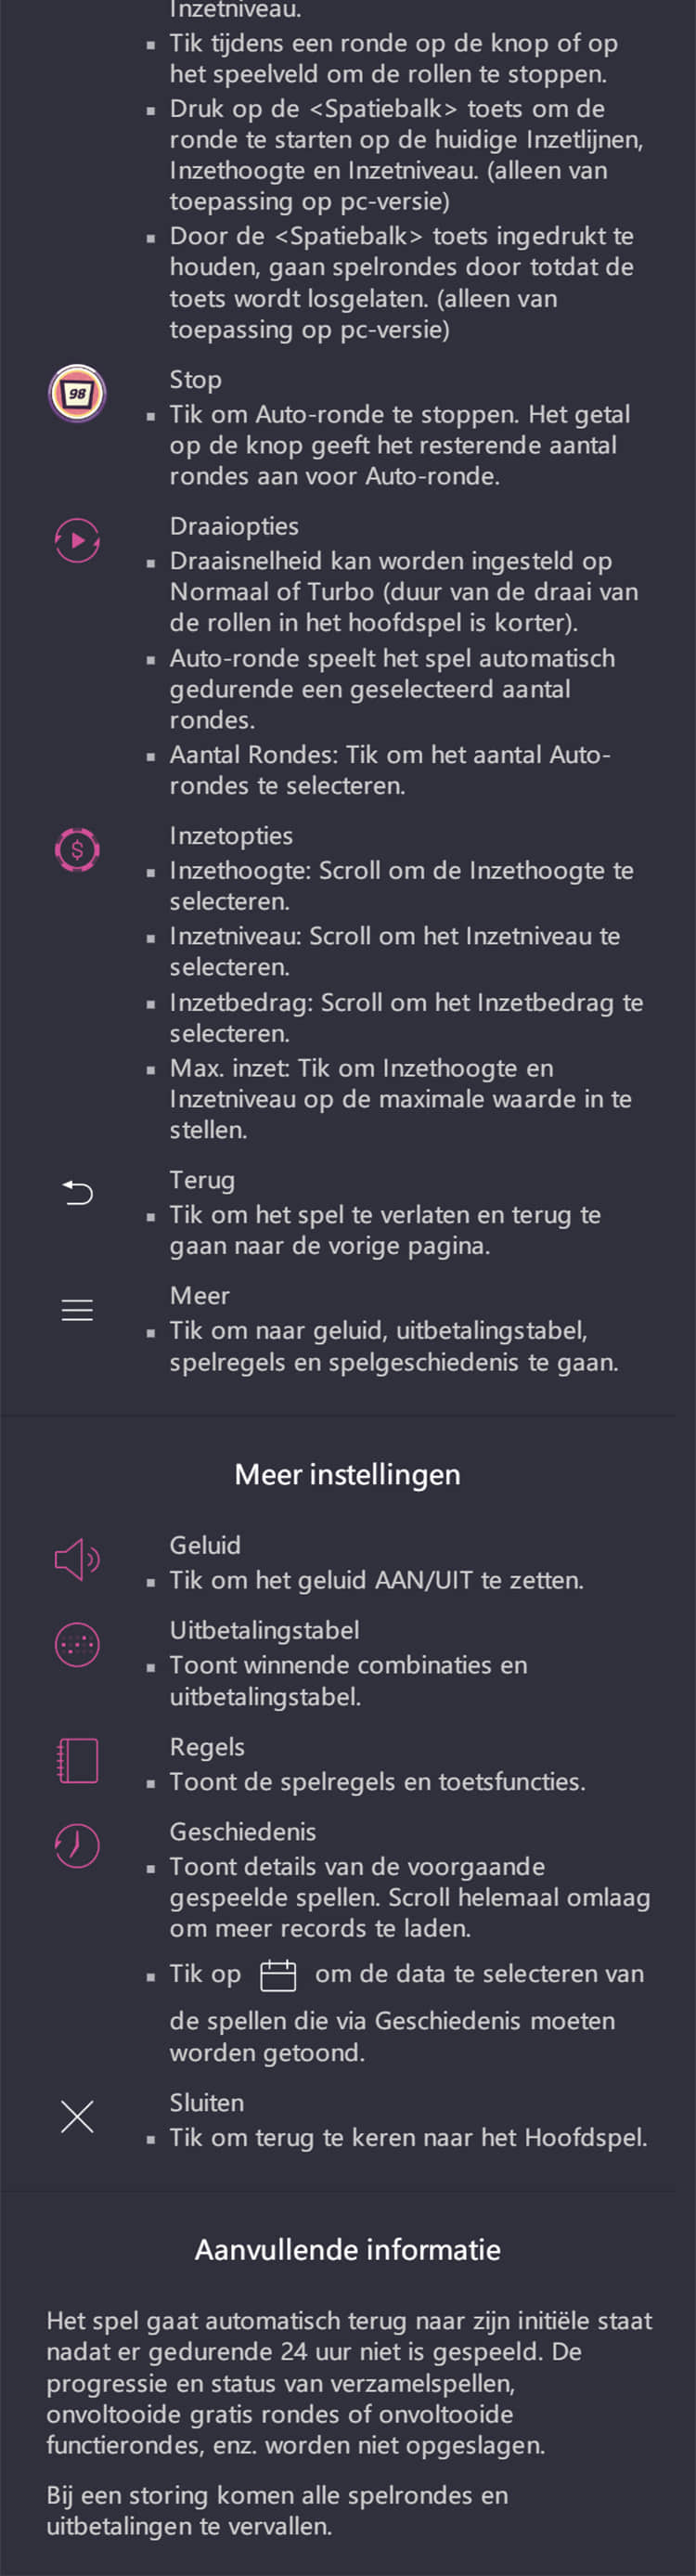 Inzetniveau.
▪ Tik tijdens een ronde op de knop of op
het speelveld om de rollen te stoppen.
▪ Druk op de <Spatiebalk> toets om de
ronde te starten op de huidige Inzetlijnen,
Inzethoogte en Inzetniveau. (alleen van
toepassing op pc-versie)
▪ Door de <Spatiebalk> toets ingedrukt te
houden, gaan spelrondes door totdat de
toets wordt losgelaten. (alleen van
toepassing op pc-versie)
98
Stop
▪ Tik om Auto-ronde te stoppen. Het getal
op de knop geeft het resterende aantal
rondes aan voor Auto-ronde.
Draaiopties
▪ Draaisnelheid kan worden ingesteld op
Normaal of Turbo (duur van de draai van
de rollen in het hoofdspel is korter).
▪ Auto-ronde speelt het spel automatisch
gedurende een geselecteerd aantal
rondes.
▪ Aantal Rondes: Tik om het aantal Auto-
rondes te selecteren.
$
Inzetopties
▪ Inzethoogte: Scroll om de Inzethoogte te
selecteren.
▪ Inzetniveau: Scroll om het Inzetniveau te
selecteren.
▪ Inzetbedrag: Scroll om het Inzetbedrag te
selecteren.
▪ Max. inzet: Tik om Inzethoogte en
Inzetniveau op de maximale waarde in te
stellen.
Terug
▪ Tik om het spel te verlaten en terug te
gaan naar de vorige pagina.
Meer
▪ Tik om naar geluid, uitbetalingstabel,
spelregels en spelgeschiedenis te gaan.
Meer instellingen
Geluid
▪ Tik om het geluid AAN/UIT te zetten.
Uitbetalingstabel
▪ Toont winnende combinaties en
uitbetalingstabel.
Regels
▪ Toont de spelregels en toetsfuncties.
Geschiedenis
▪ Toont details van de voorgaande
gespeelde spellen. Scroll helemaal omlaag
om meer records te laden.
▪ Tik op om de data te selecteren van
de spellen die via Geschiedenis moeten
worden getoond.
Sluiten
▪ Tik om terug te keren naar het Hoofdspel.
Aanvullende informatie
Het spel gaat automatisch terug naar zijn initiële staat
nadat er gedurende 24 uur niet is gespeeld. De
progressie en status van verzamelspellen,
onvoltooide gratis rondes of onvoltooide
functierondes, enz. worden niet opgeslagen.
Bij een storing komen alle spelrondes en
uitbetalingen te vervallen.